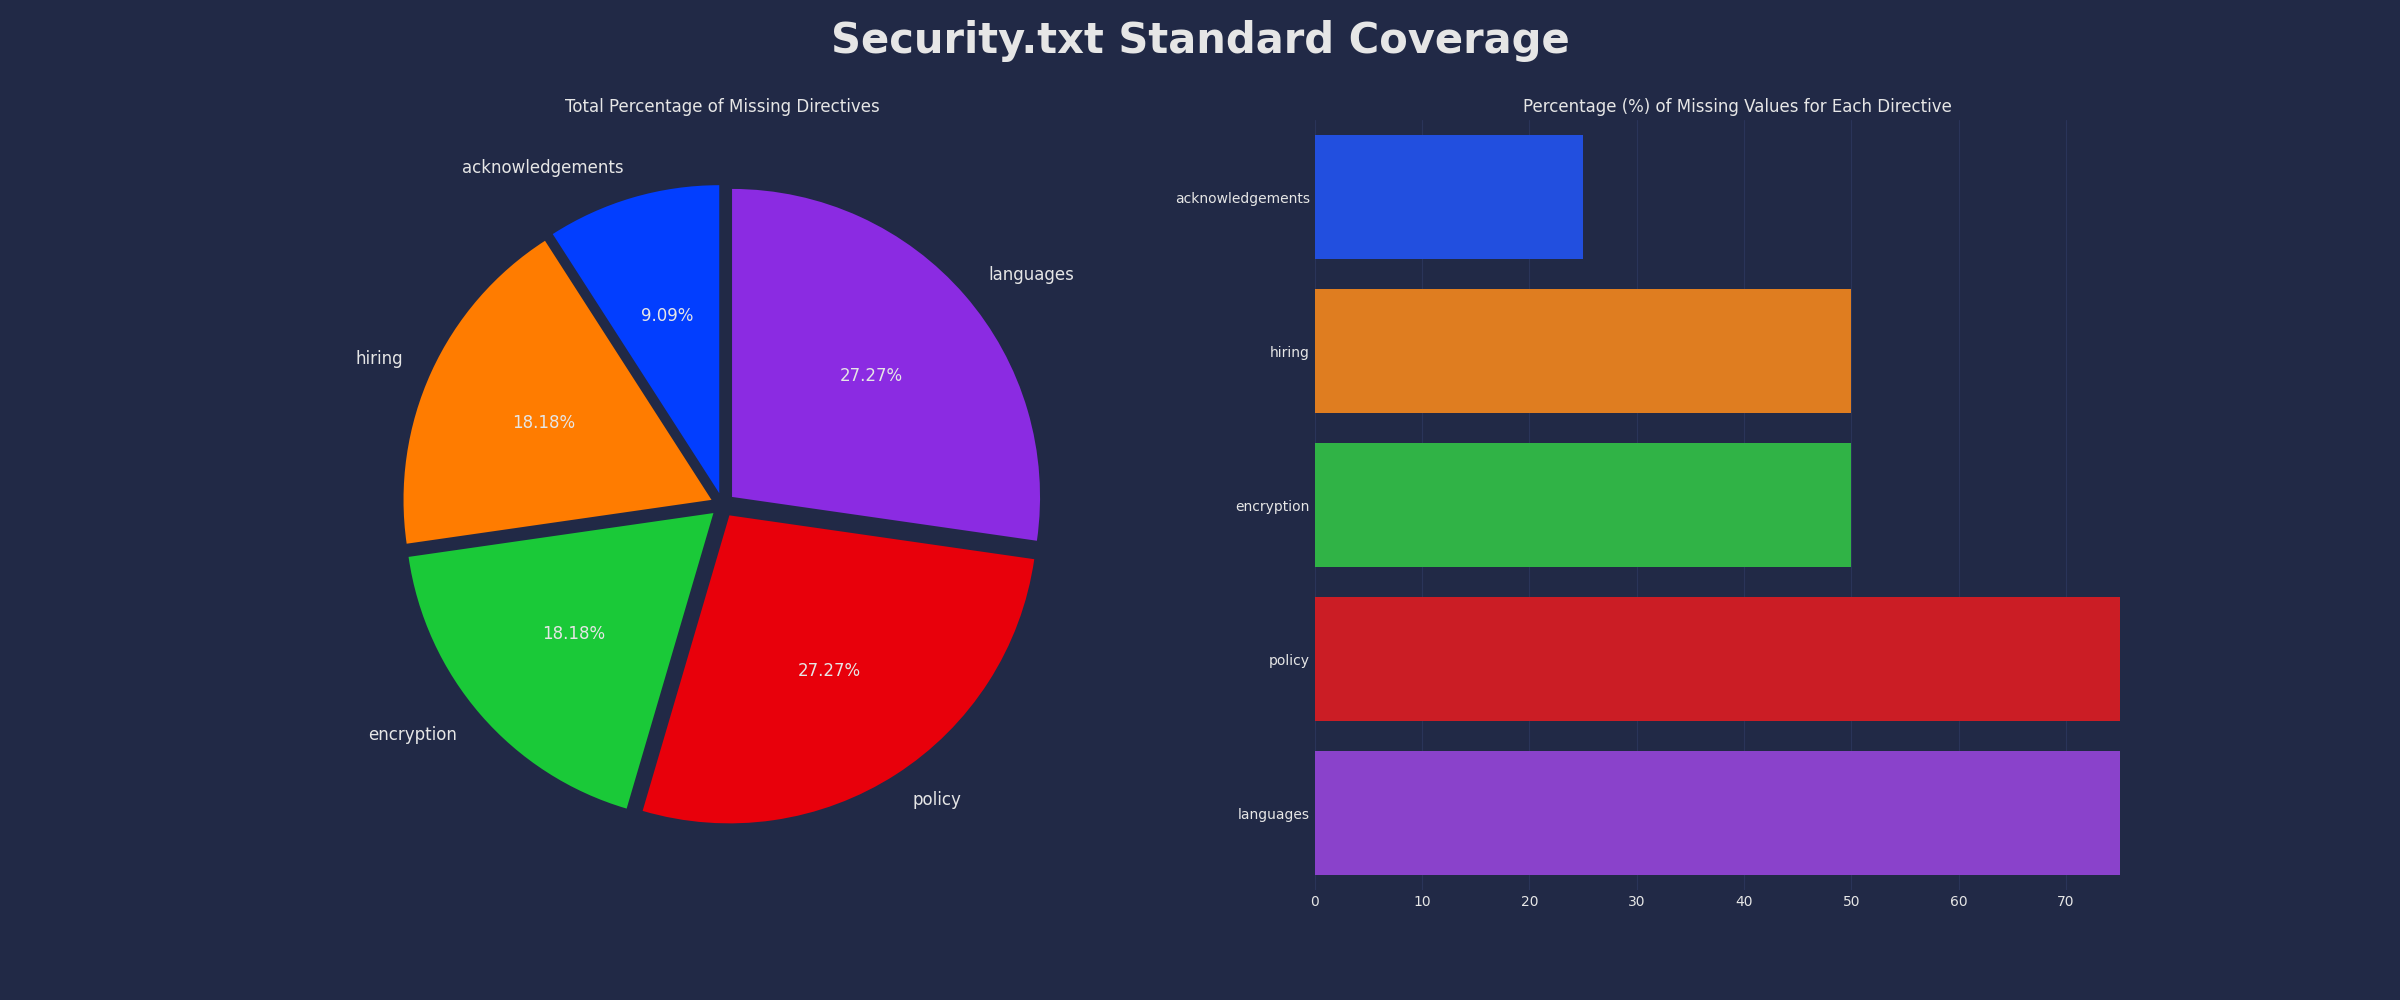 Security.txt Standard Coverage
Total Percentage of Missing Directives
acknowledgements
languages
hiring
encryption
policy
9.09%
27.27%
18.18%
18.18%
27.27%
Percentage (%) of Missing Values for Each Directive
acknowledgements
hiring
encryption
policy
languages
0 10 20 30 40 50 60 70